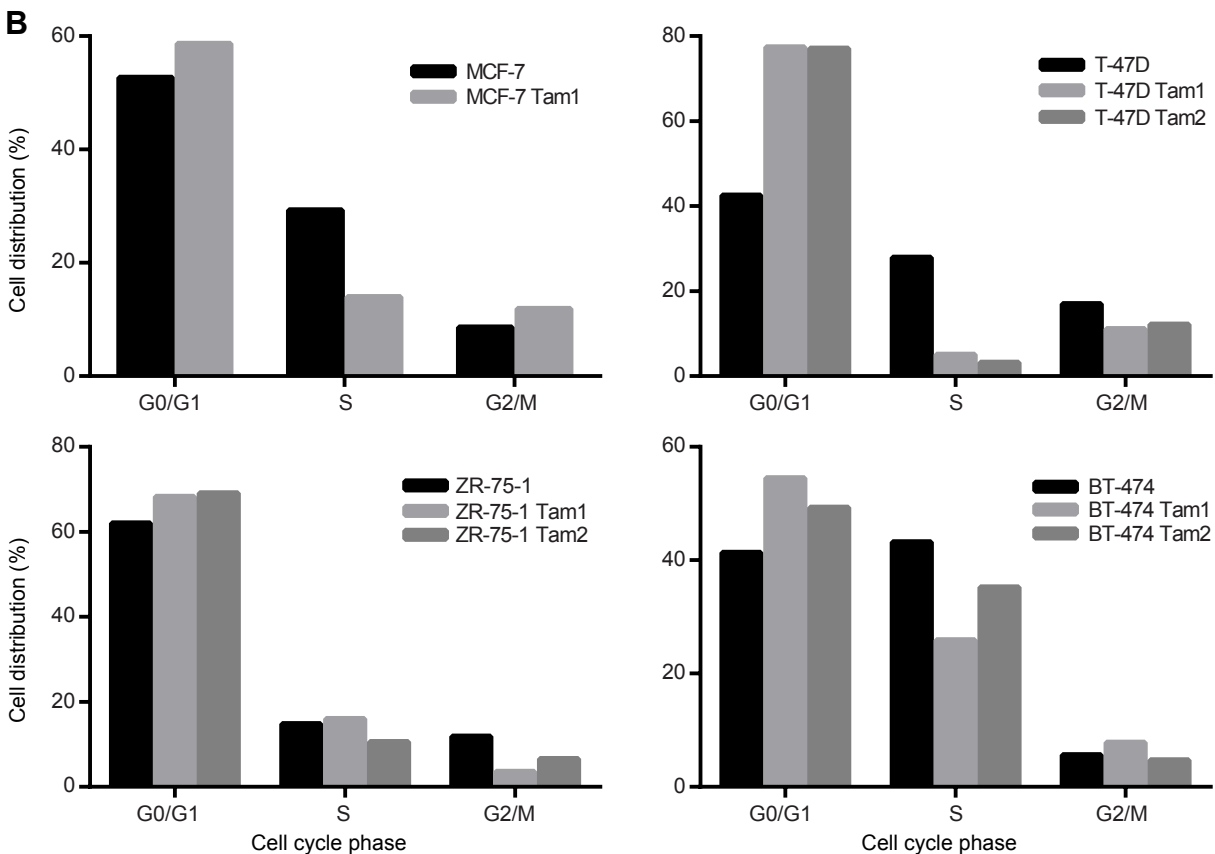 B
Cell distribution (%)
60
40
20
0
MCF-7
MCF-7 Tam1
G0/G1 S G2/M
80
60
40
20
0
T-47D
T-47D Tam1
T-47D Tam2
G0/G1 S G2/M
Cell distribution (%)
80
60
40
20
0
ZR-75-1
ZR-75-1 Tam1
ZR-75-1 Tam2
G0/G1 S G2/M
Cell cycle phase
60
40
20
0
BT-474
BT-474 Tam1
BT-474 Tam2
G0/G1 S G2/M
Cell cycle phase